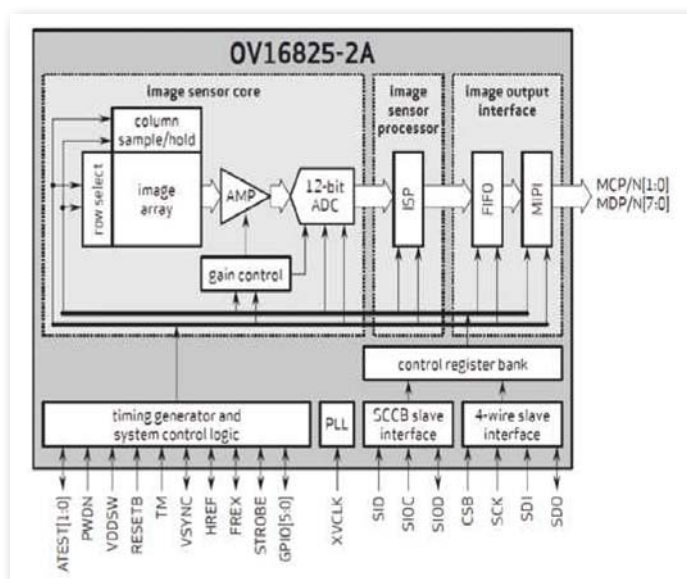 OV16825-2A
image sensor core
image
sensor
processor
image output
interface
column
sample/hold
row select
image
array
AMP
12-bit
ADC
ISP
FIFO
MIPI
MCP/N[1:0]
MDP/N[7:0]
gain control
control register bank
timing generator and
system control logic
PLL
SCCB slave
interface
4-wire slave
interface
ATEST[1:0]
PWDN
VDDSW
RESETB
TM
VSYNC
HREF
FREX
STROBE
GPIO[5:0]
XVCLK
SID
SIOC
SIOD
CSB
SCK
SDI
SDO